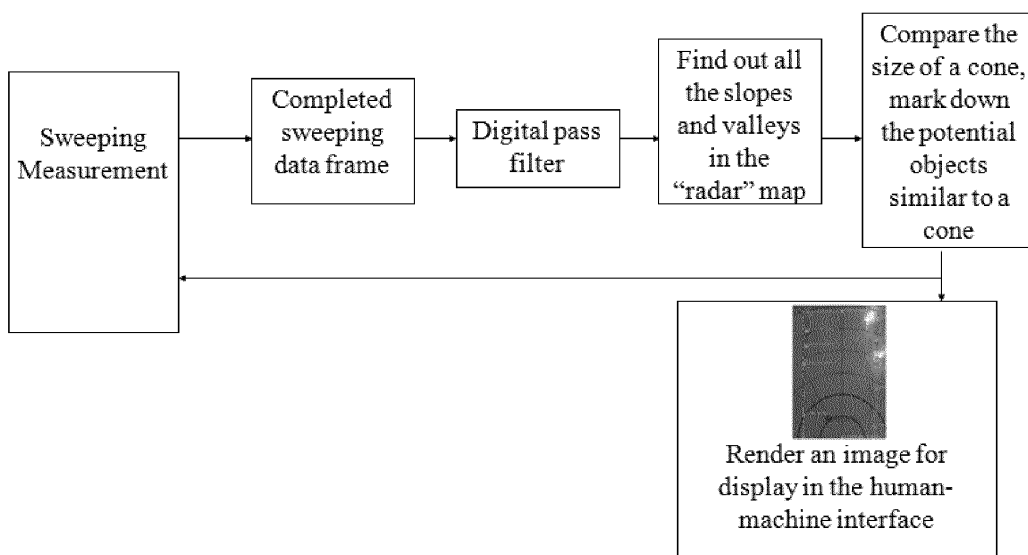 Sweeping
Measurement
Completed
sweeping
data frame
Digital pass
filter
Find out all
the slopes
and valleys
in the
“radar” map
Compare the
size of a cone,
mark down
the potential
objects
similar to a
cone
Render an image for
display in the human-
machine interface